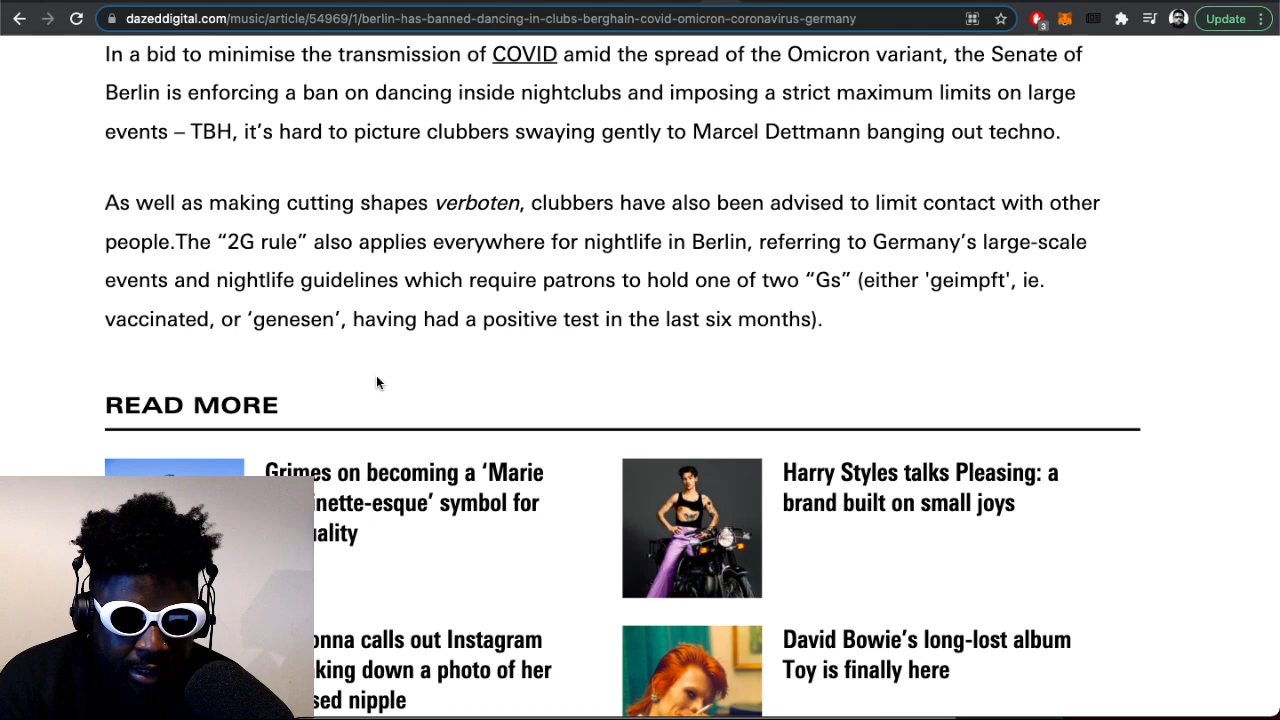 dazeddigital.com/music/article/54969/1/berlin-has-banned-dancing-in-clubs-berghain-covid-omicron-coronavirus-germany
3
Update
In a bid to minimise the transmission of COVID amid the spread of the Omicron variant, the Senate of
Berlin is enforcing a ban on dancing inside nightclubs and imposing a strict maximum limits on large
events – TBH, it’s hard to picture clubbers swaying gently to Marcel Dettmann banging out techno.
As well as making cutting shapes verboten, clubbers have also been advised to limit contact with other
people.The “2G rule” also applies everywhere for nightlife in Berlin, referring to Germany’s large-scale
events and nightlife guidelines which require patrons to hold one of two “Gs” (either 'geimpft', ie.
vaccinated, or ‘genesen’, having had a positive test in the last six months).
READ MORE
Grimes on becoming a ‘Marie
symbol for
Harry Styles talks Pleasing: a
brand built on small joys
calls out Instagram
down a photo of her
nipple
David Bowie’s long-lost album
Toy is finally here